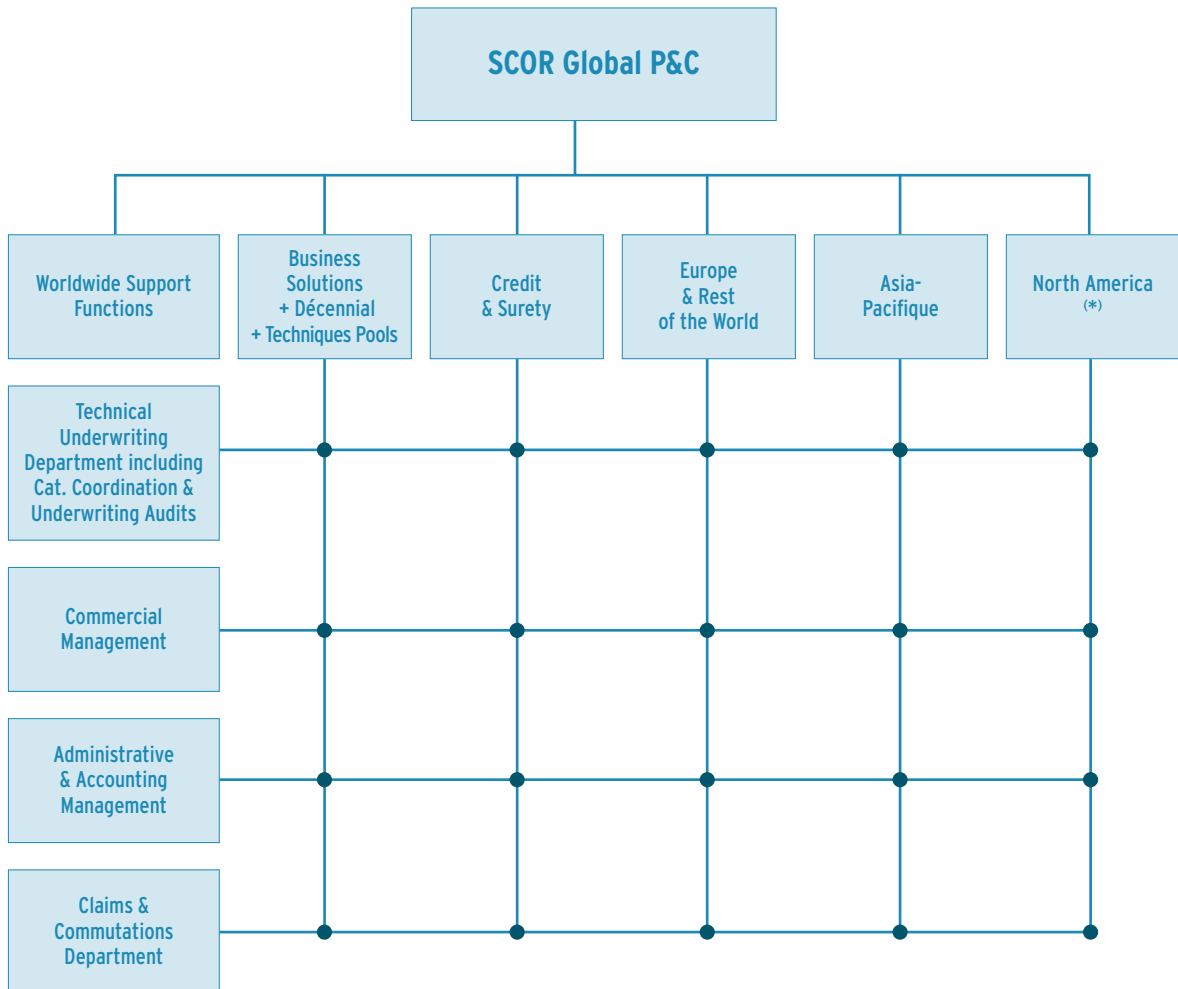 SCOR Global P&C
Worldwide Support
Functions
Business
Solutions
+ Décennial
+ Techniques Pools
Credit
& Surety
Europe
& Rest
of the World
Asia-
Pacifique
North America
(*)
Technical
Underwriting
Department including
Cat. Coordination &
Underwriting Audits
Commercial
Management
Administrative
& Accounting
Management
Claims &
Commutations
Department